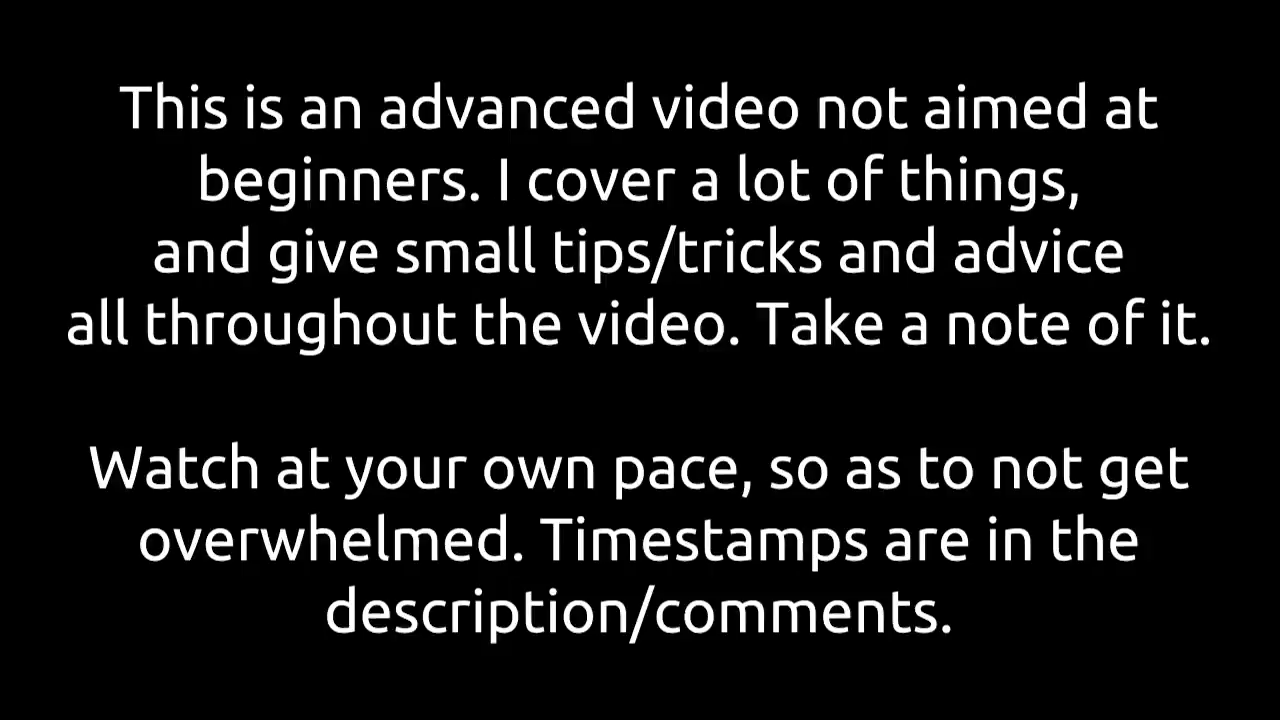 This is an advanced video not aimed at
beginners. I cover a lot of things,
and give small tips/tricks and advice
all throughout the video. Take a note of it.
Watch at your own pace, so as to not get
overwhelmed. Timestamps are in the
description/comments.